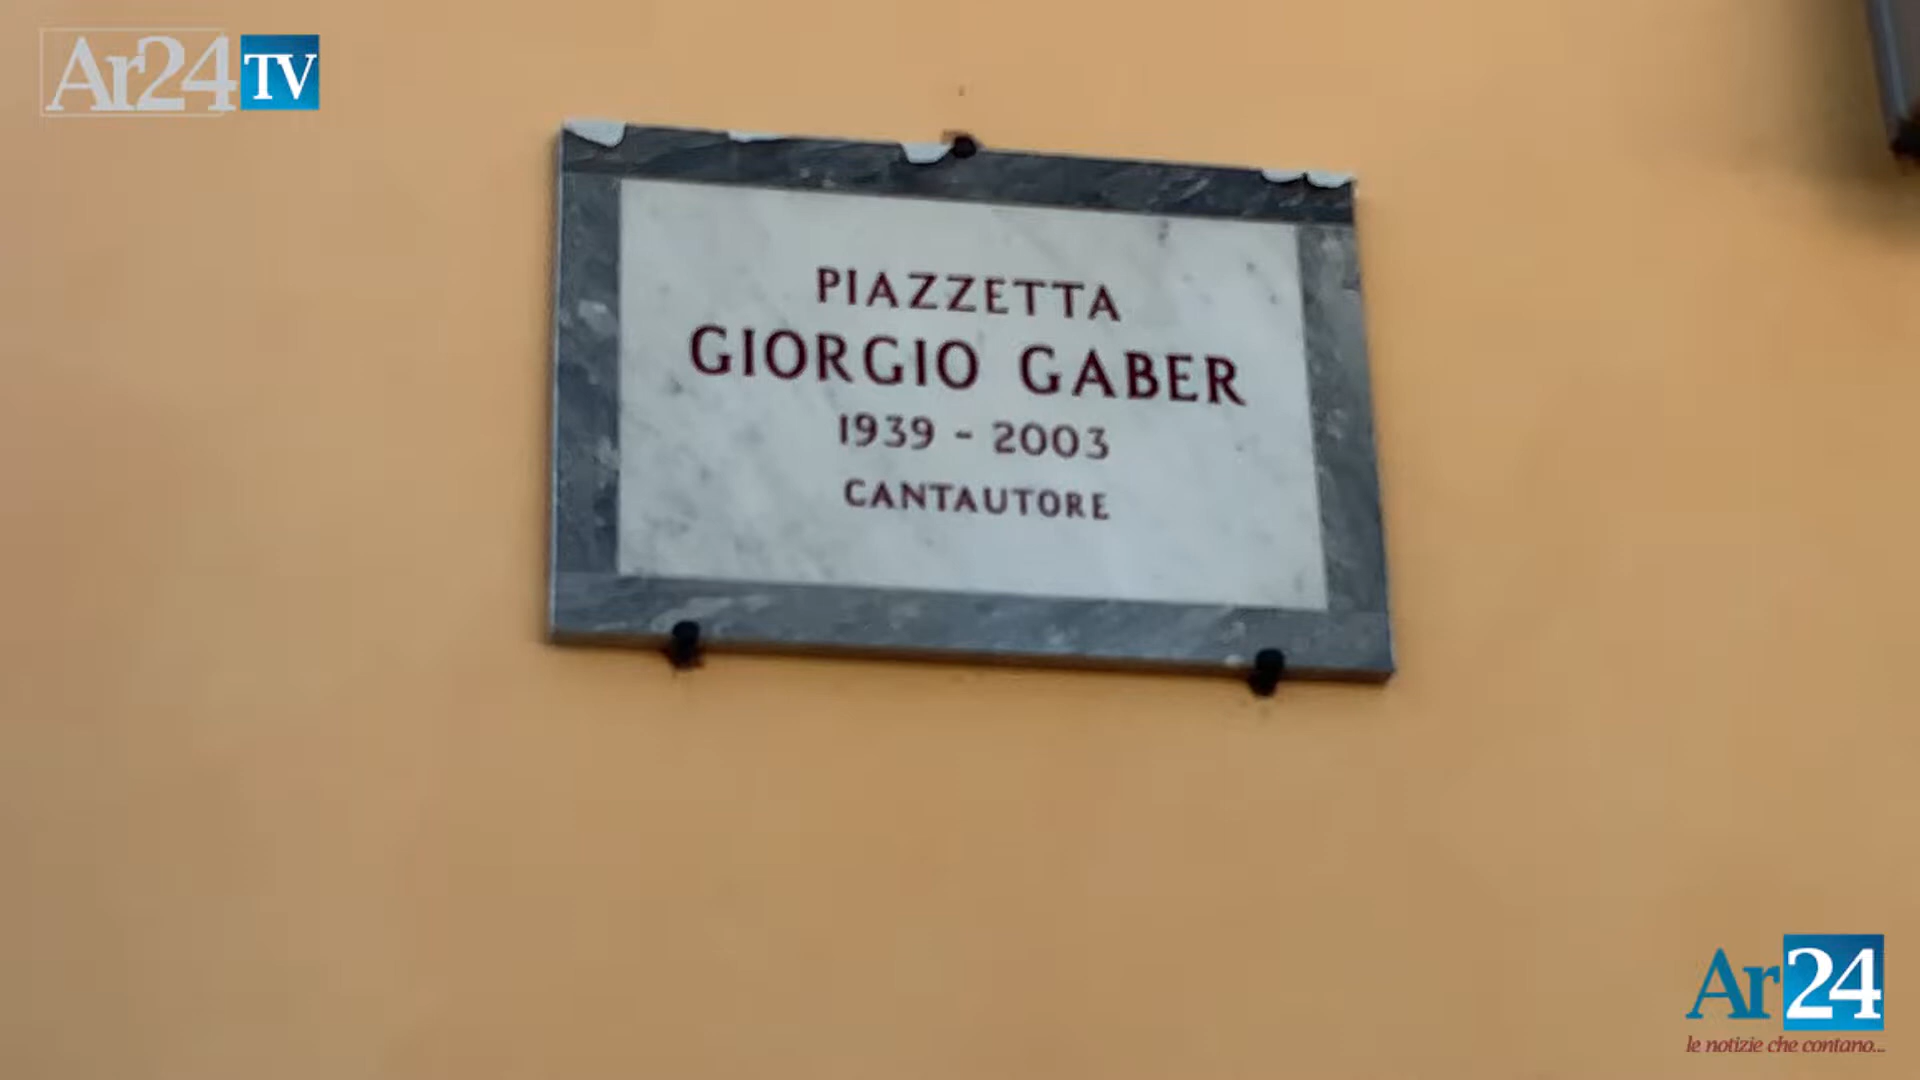 Ar24 TV
PIAZZETTA
GIORGIO GABER
1939 - 2003
CANTAUTORE
Ar24
le notizie che contano...